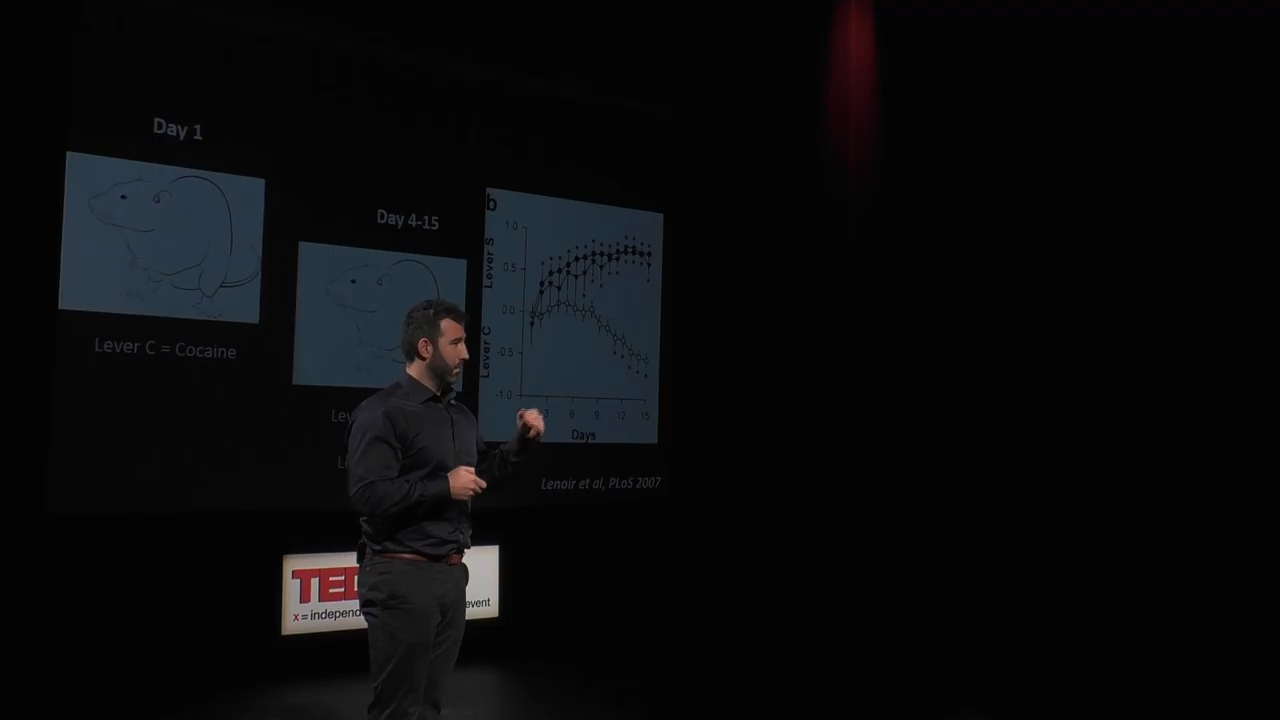 Day 1
Lever C = Cocaine
Day 4-15
b
Lever S
Lever C
1.0
0.5
0.0
-0.5
-1.0
3 6 9 12 15
Days
Lenoir et al, PLoS 2007
TED
x = independ
event